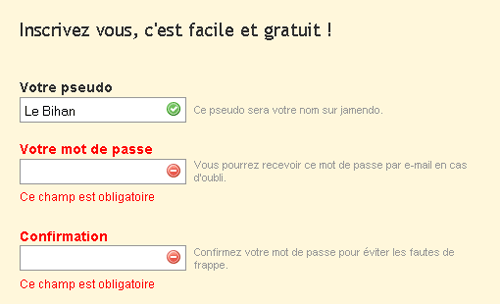 Inscrivez vous, c'est facile et gratuit !
Votre pseudo
Le Bihan
Ce pseudo sera votre nom sur jamendo.
Votre mot de passe
Vous pourrez recevoir ce mot de passe par e-mail en cas
d'oubli.
Ce champ est obligatoire
Confirmation
Confirmez votre mot de passe pour éviter les fautes de
frappe.
Ce champ est obligatoire